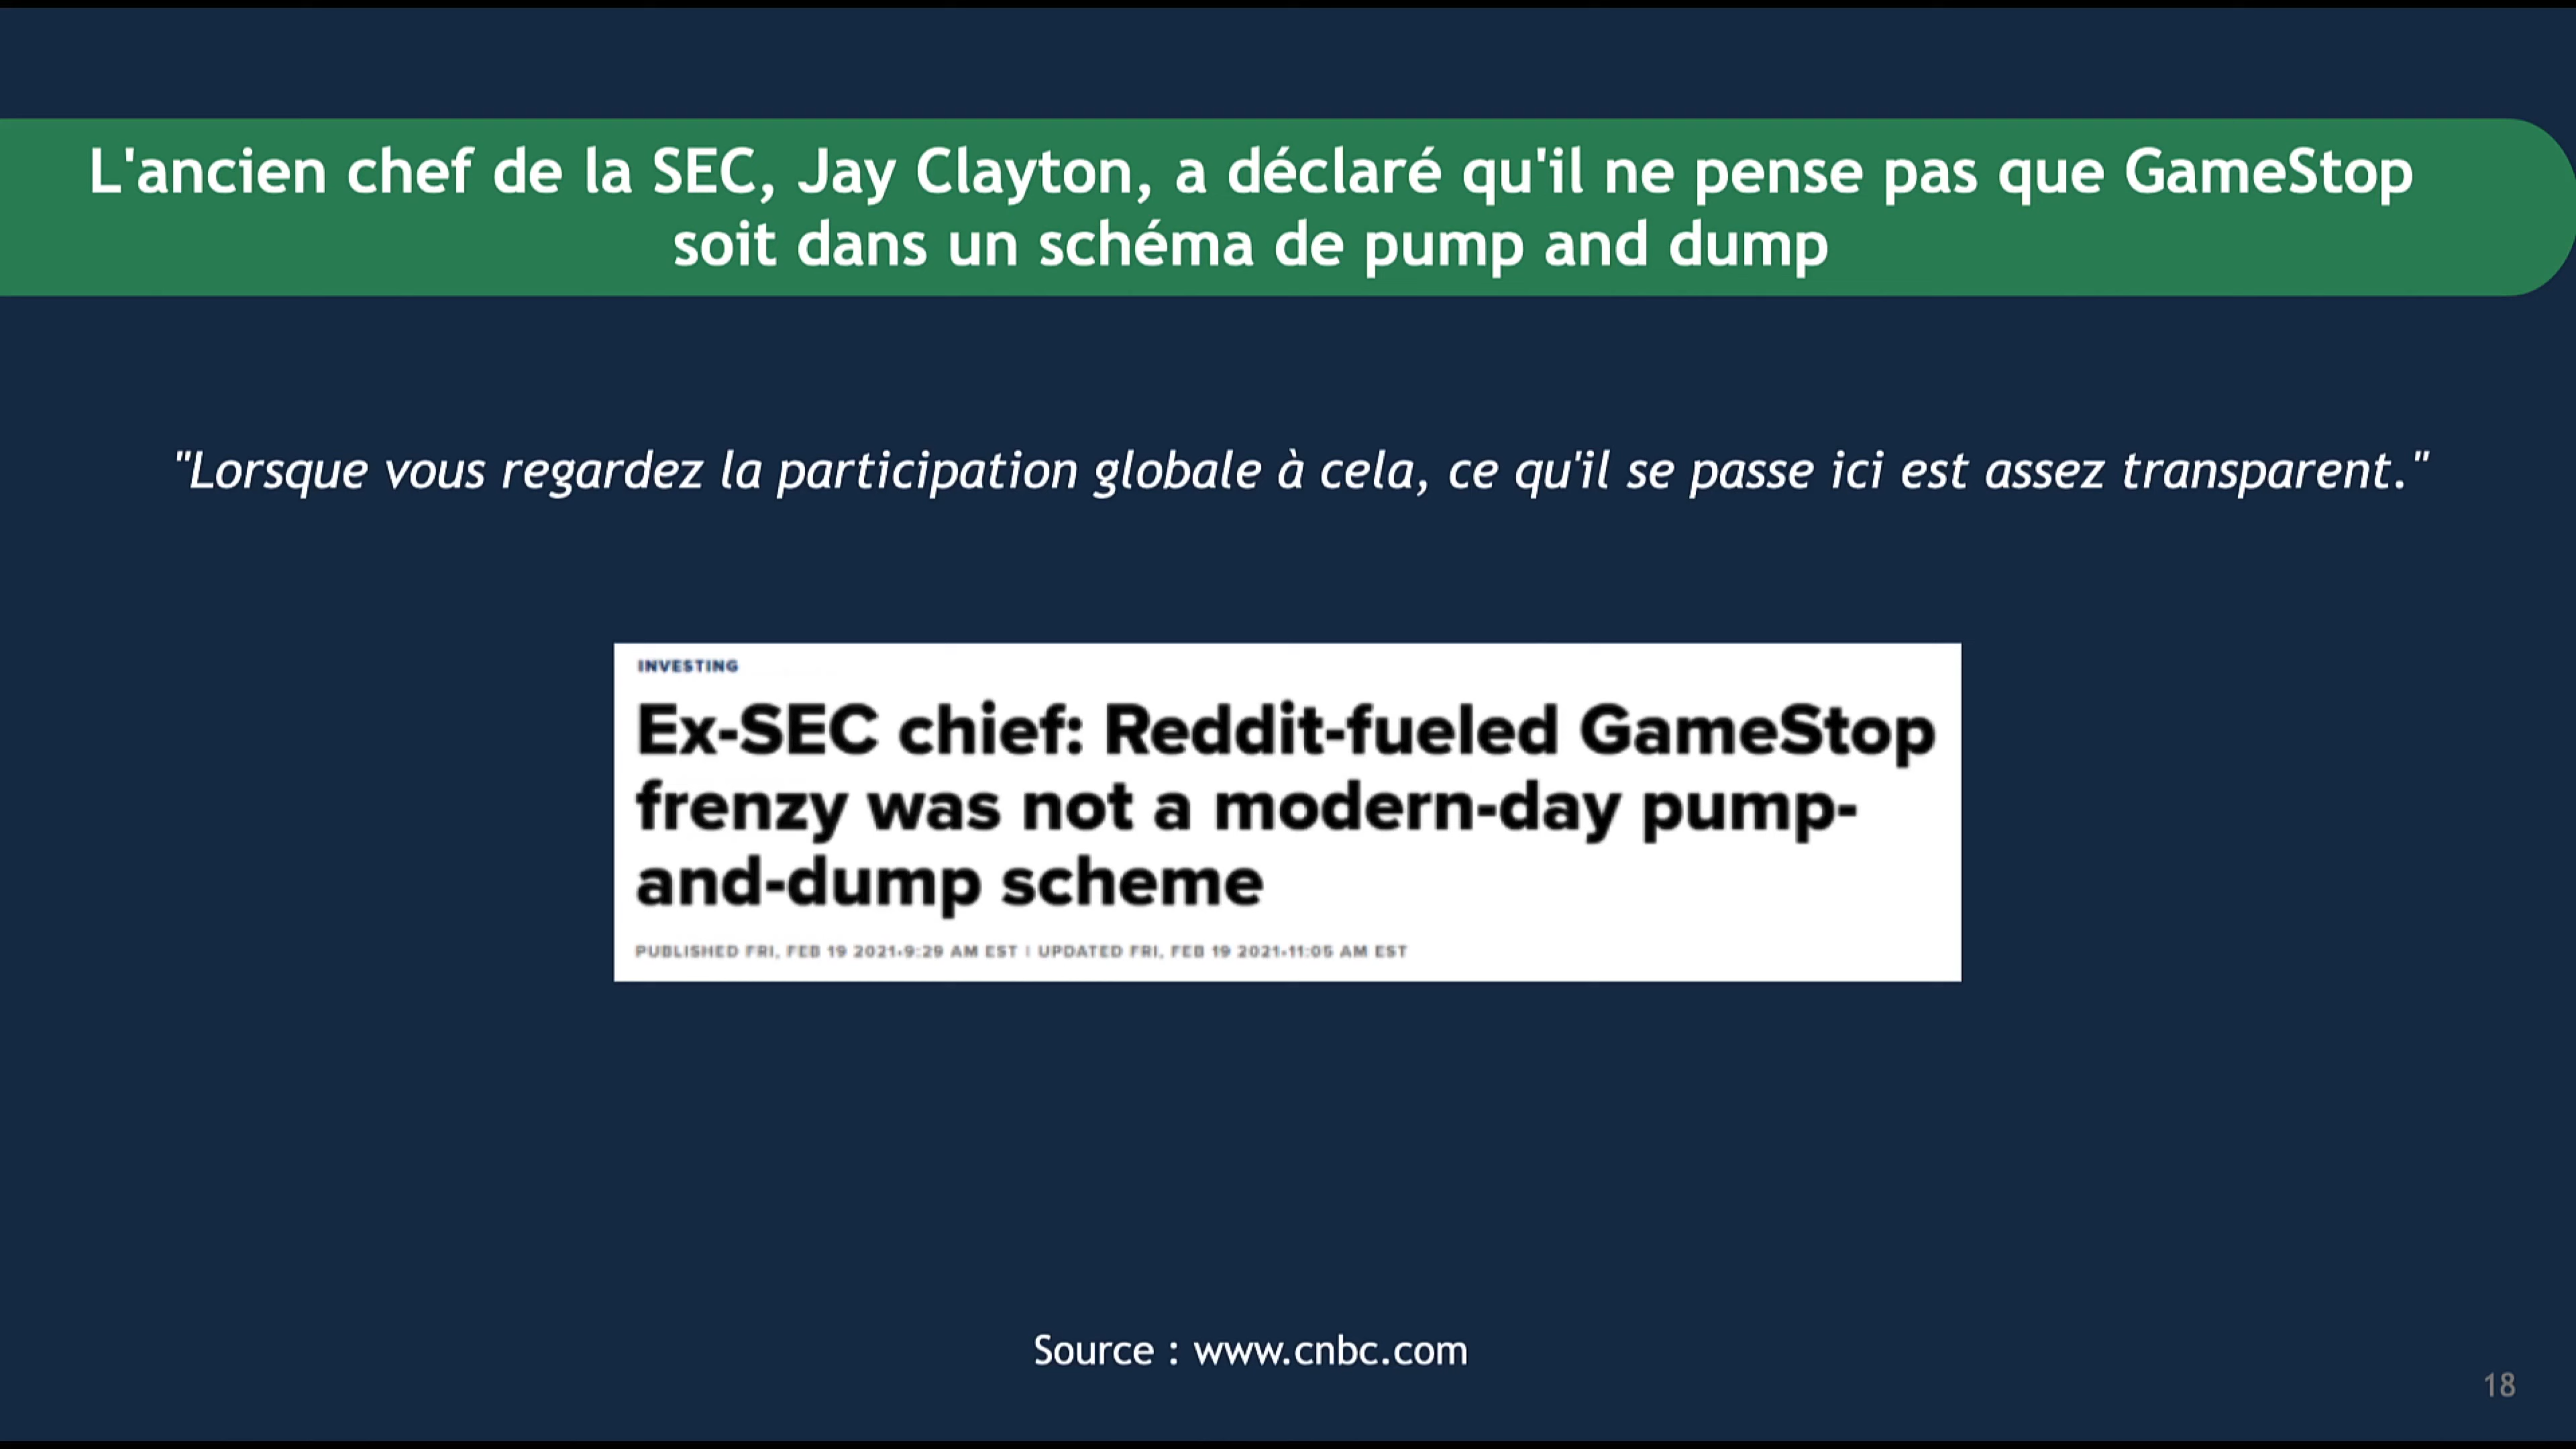 L'ancien chef de la SEC, Jay Clayton, a déclaré qu'il ne pense pas que GameStop
soit dans un schéma de pump and dump
"Lorsque vous regardez la participation globale à cela, ce qu'il se passe ici est assez transparent."
INVESTING
Ex-SEC chief: Reddit-fueled GameStop
frenzy was not a modern-day pump-
and-dump scheme
PUBLISHED FRI, FEB 19 2021•9:29 AM EST | UPDATED FRI, FEB 19 2021•11:05 AM EST
Source : www.cnbc.com
18